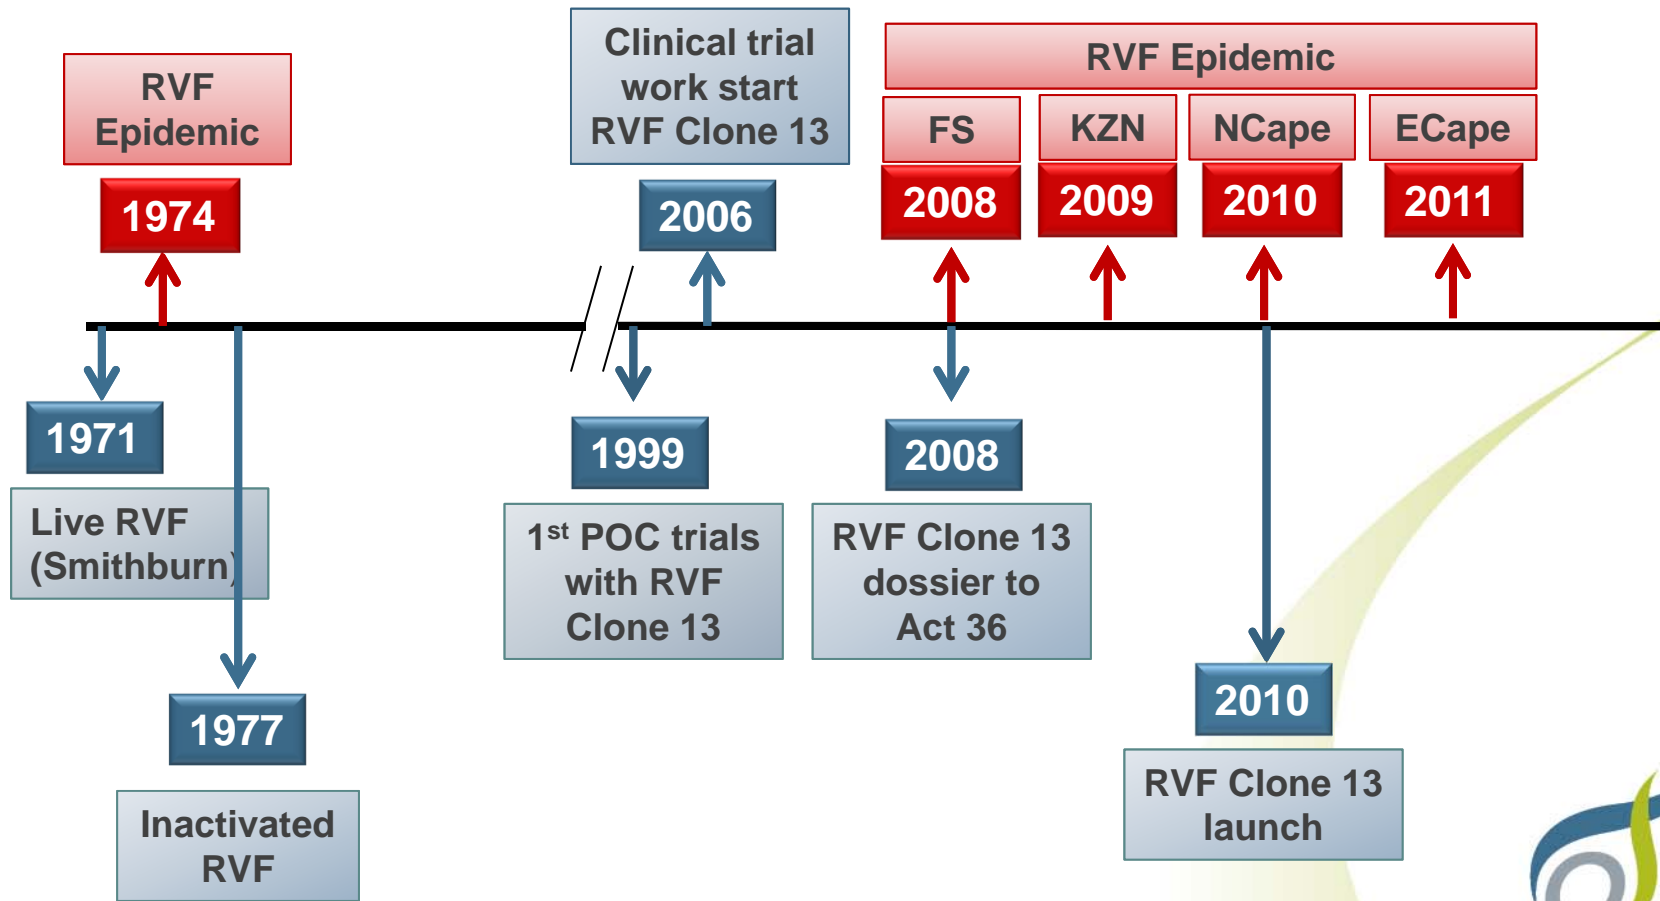 RVF
Epidemic
1974
Clinical trial
work start
RVF Clone 13
2006
RVF Epidemic
FS
KZN
NCape
ECape
2008
2009
2010
2011
1971
Live RVF
(Smithburn)
1977
Inactivated
RVF
1999
1st POC trials
with RVF
Clone 13
2008
RVF Clone 13
dossier to
Act 36
2010
RVF Clone 13
launch